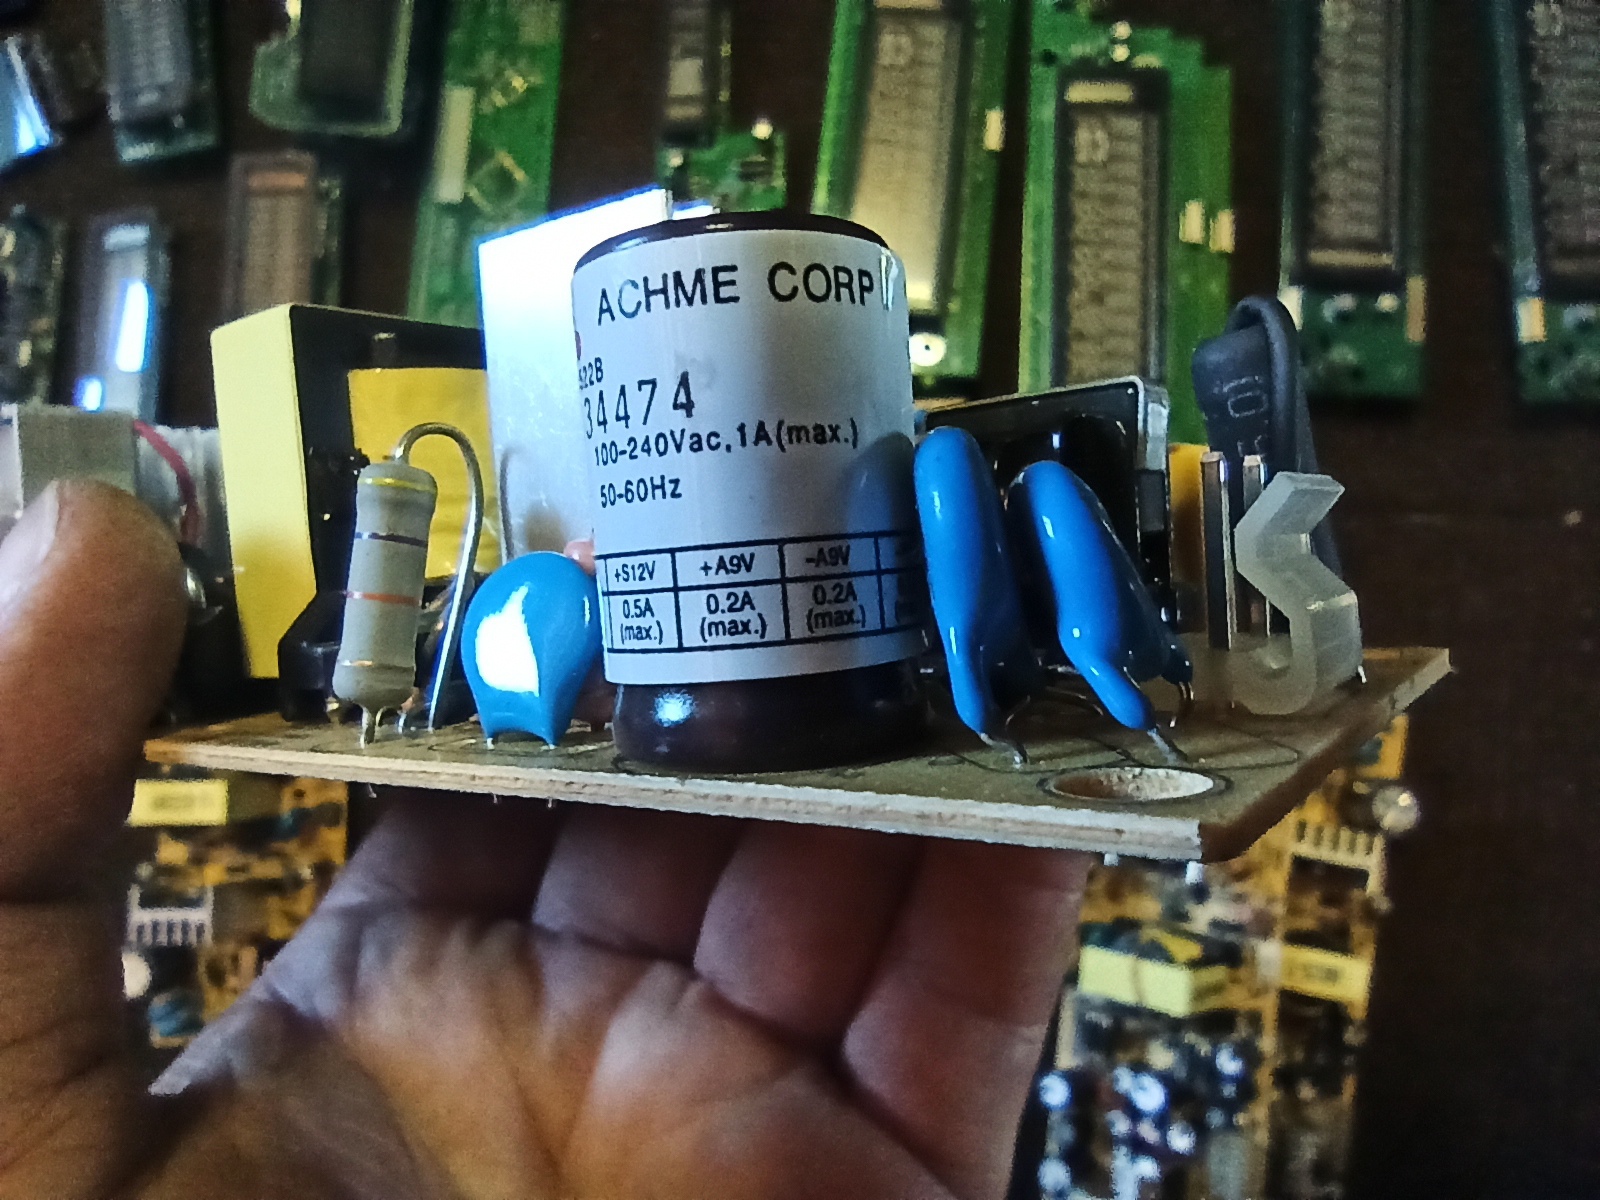 ACHME CORP
522B
34474
100-240Vac, 1A(max.)
50-60Hz
+S12V +A9V -A9V
0.5A 0.2A 0.2A
(max.) (max.) (max.)